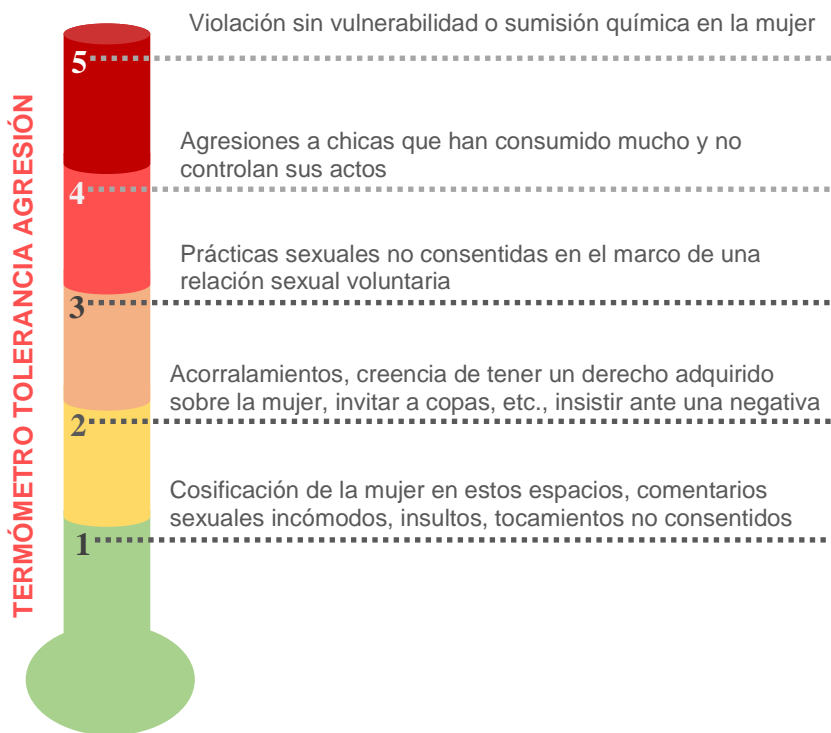 TERMÓMETRO TOLERANCIA AGRESIÓN
Violación sin vulnerabilidad o sumisión química en la mujer
5
Agresiones a chicas que han consumido mucho y no
controlan sus actos
4
Prácticas sexuales no consentidas en el marco de una
relación sexual voluntaria
3
Acorralamientos, creencia de tener un derecho adquirido
sobre la mujer, invitar a copas, etc., insistir ante una negativa
2
Cosificación de la mujer en estos espacios, comentarios
sexuales incómodos, insultos, tocamientos no consentidos
1